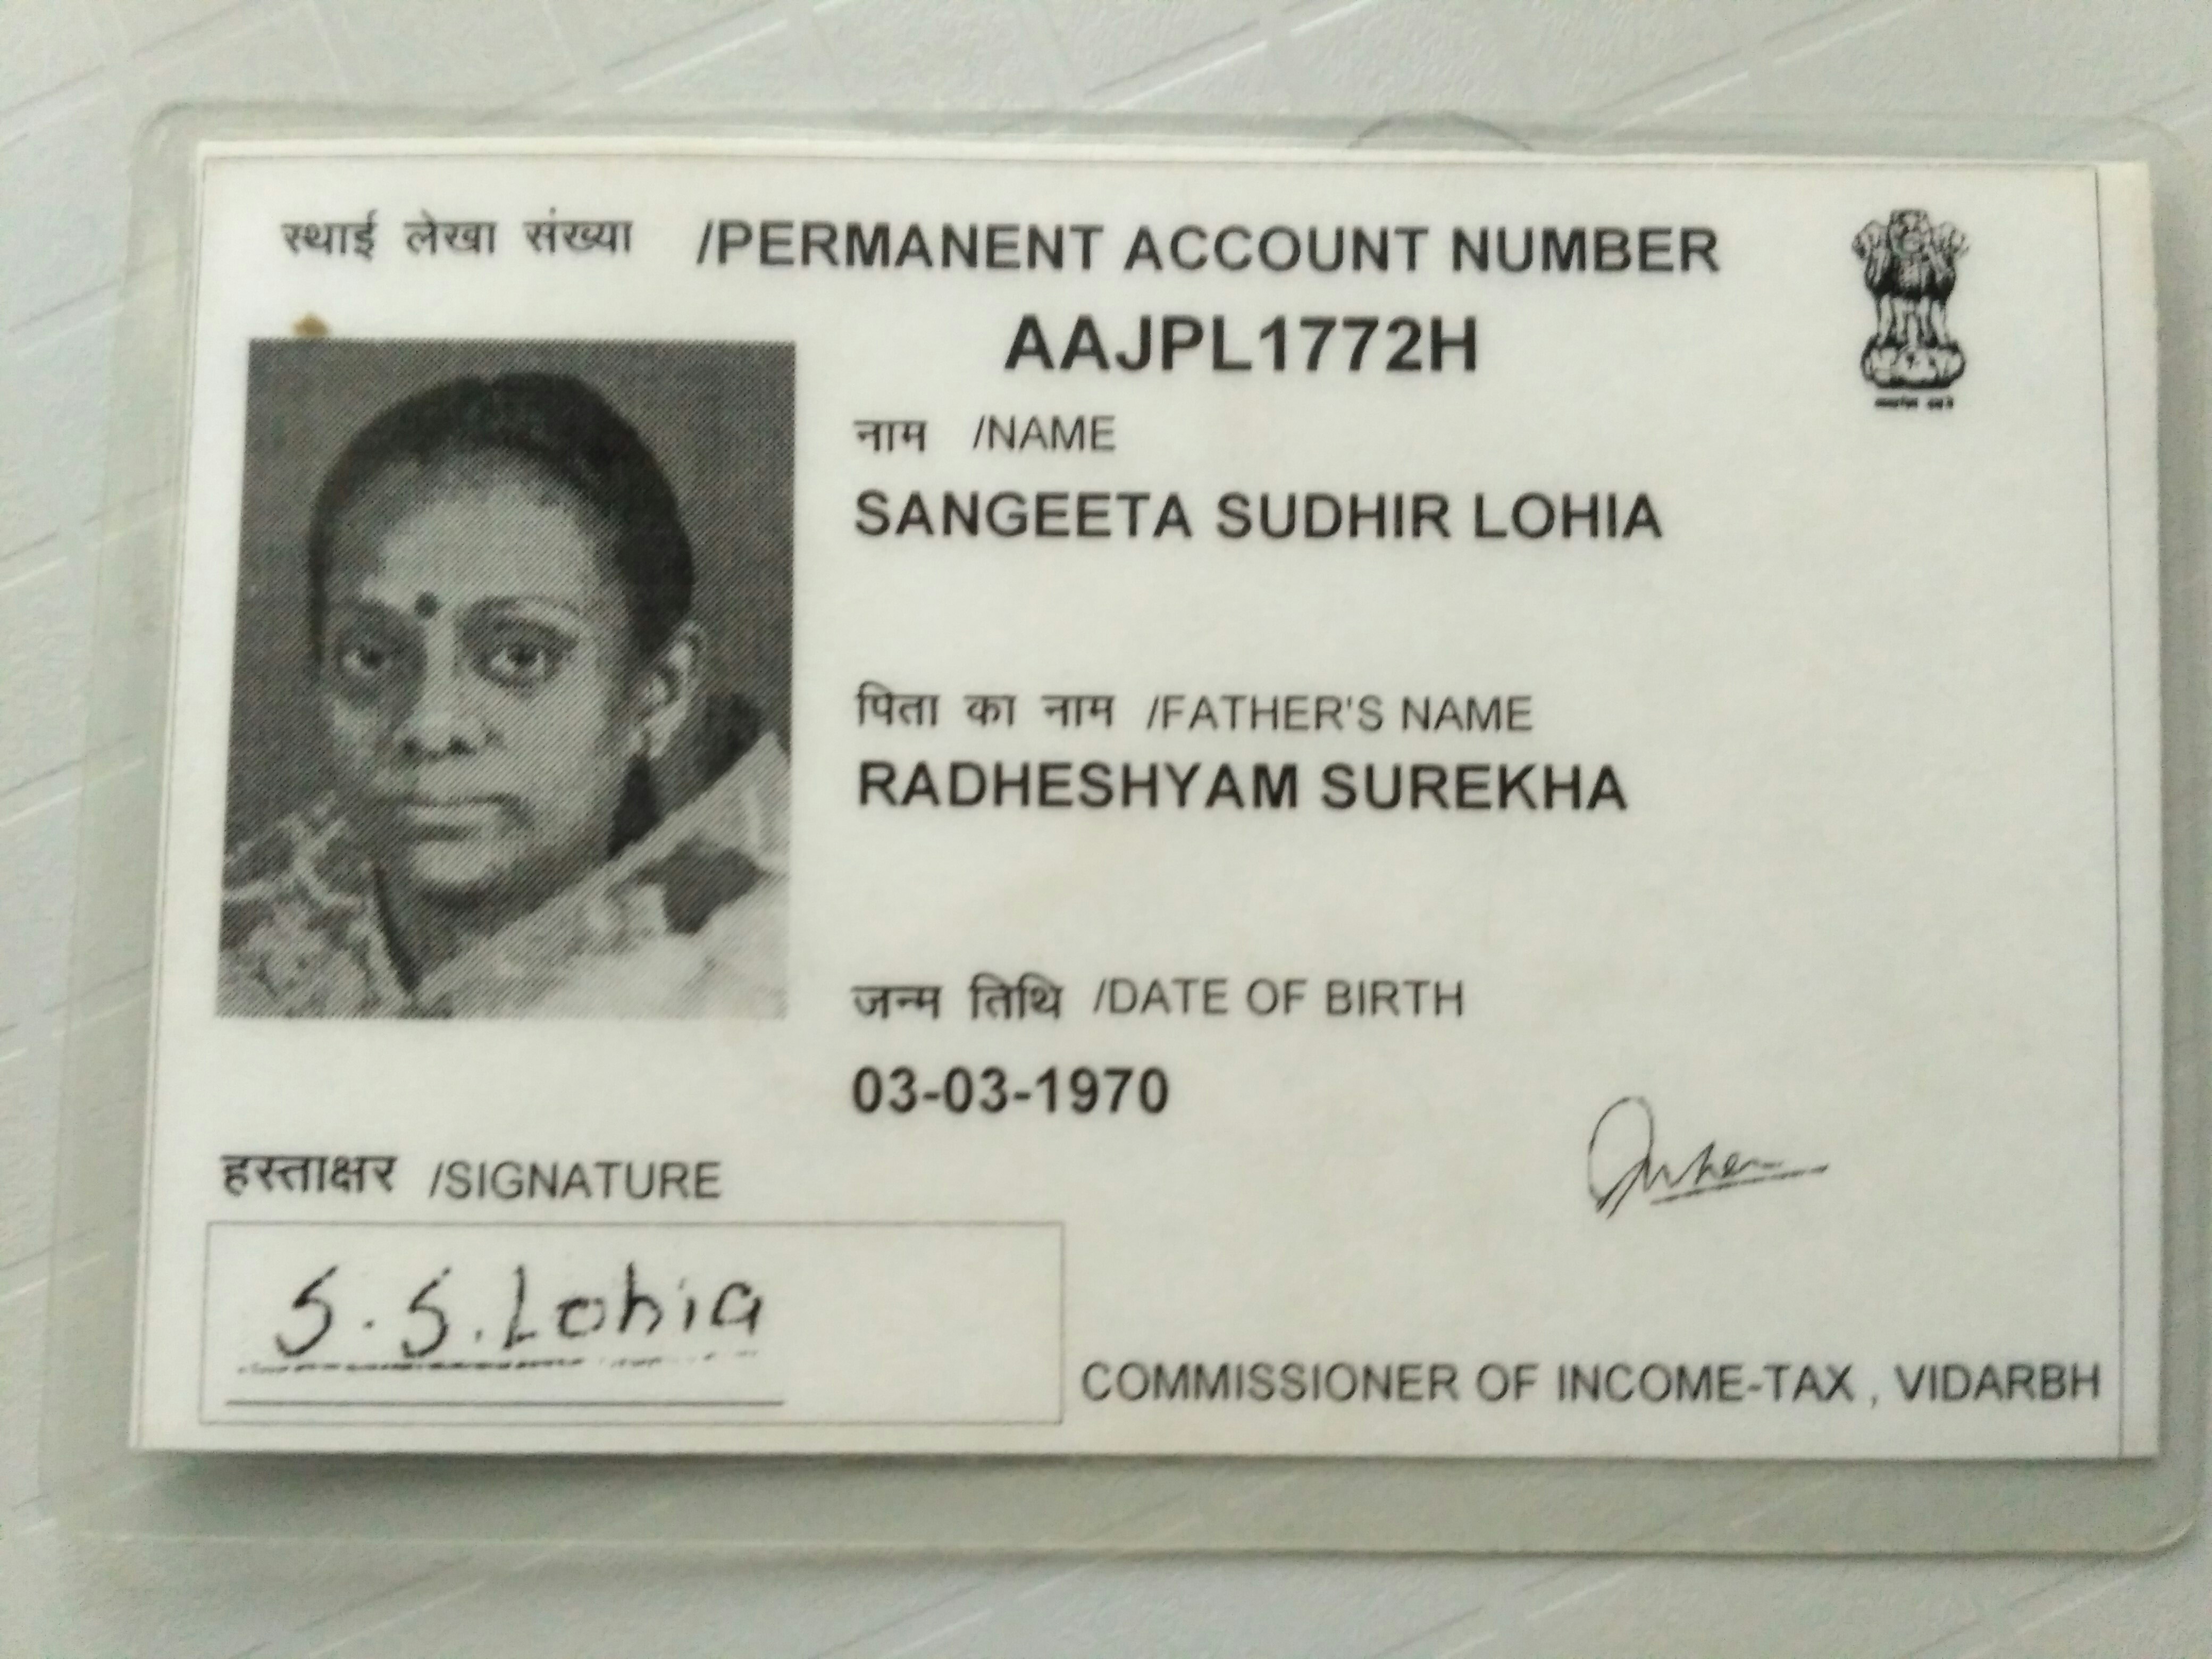 स्थाई लेखा संख्या /PERMANENT ACCOUNT NUMBER
AAJPL1772H
नाम /NAME
SANGEETA SUDHIR LOHIA
पिता का नाम /FATHER'S NAME
RADHESHYAM SUREKHA
जन्म तिथि /DATE OF BIRTH
03-03-1970
हस्ताक्षर /SIGNATURE
S. S. Lohia
COMMISSIONER OF INCOME-TAX , VIDARBH